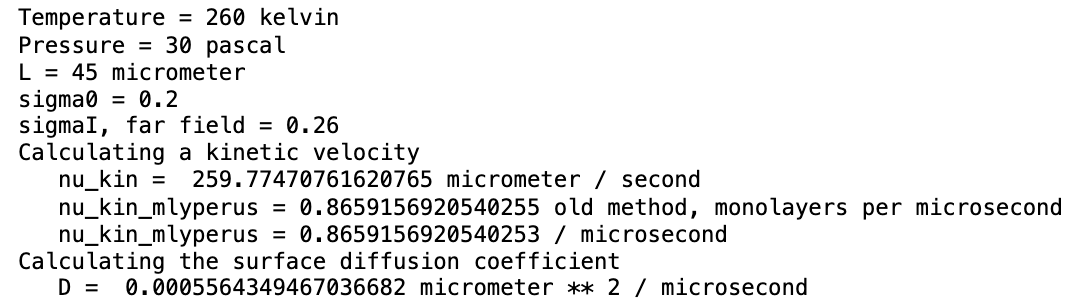 Temperature = 260 kelvin
Pressure = 30 pascal
L = 45 micrometer
sigma0 = 0.2
sigmaI, far field = 0.26
Calculating a kinetic velocity
   nu_kin =  259.77470761620765 micrometer / second
   nu_kin_mlyperus = 0.8659156920540255 old method, monolayers per microsecond
   nu_kin_mlyperus = 0.8659156920540253 / microsecond
Calculating the surface diffusion coefficient
   D =  0.0005564349467036682 micrometer ** 2 / microsecond